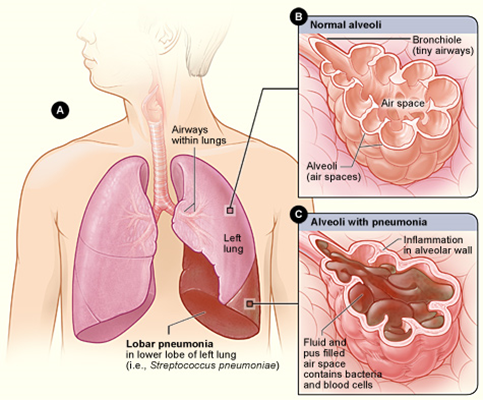 A
Airways
within lungs
Left
lung
Lobar pneumonia
in lower lobe of left lung
(i.e., Streptococcus pneumoniae)
B
Normal alveoli
Bronchiole
(tiny airways)
Air space
Alveoli
(air spaces)
C
Alveoli with pneumonia
Inflammation
in alveolar wall
Fluid and
pus filled
air space
contains bacteria
and blood cells